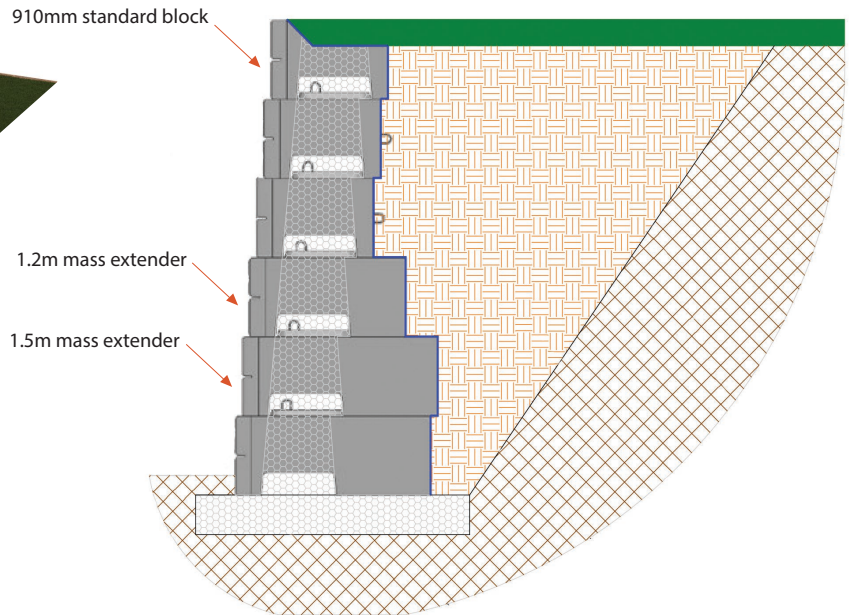 910mm standard block
1.2m mass extender
1.5m mass extender